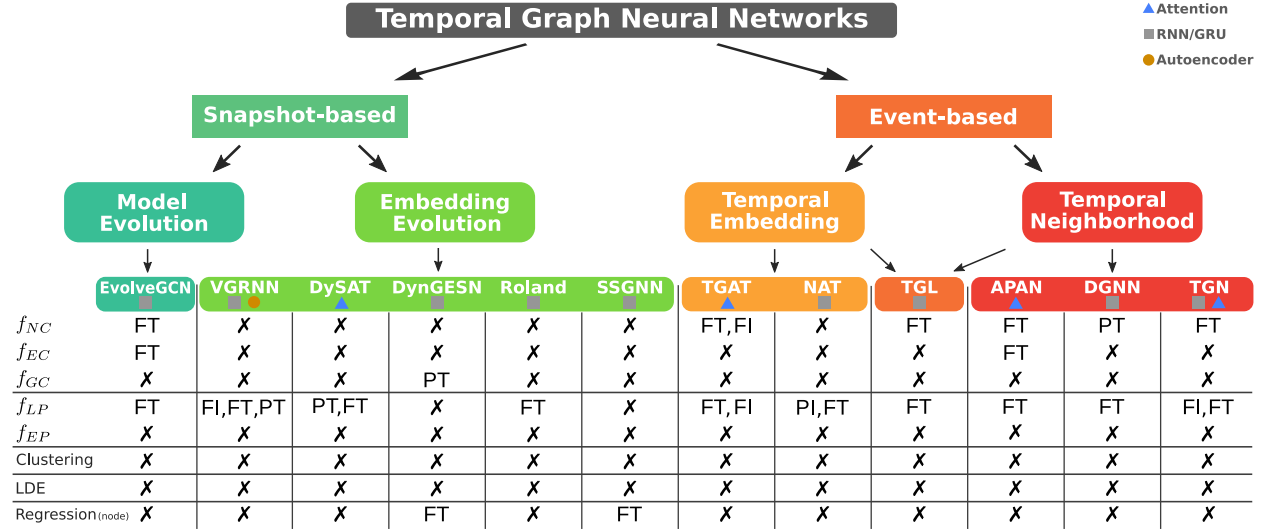 Temporal Graph Neural Networks
Attention
RNN/GRU
Autoencoder
Snapshot-based
Event-based
Model
Evolution
Embedding
Evolution
Temporal
Embedding
Temporal
Neighborhood
EvolveGCN VGRNN DySAT DynGESN Roland SSGNN TGAT NAT TGL APAN DGNN TGN
f_NC FT ✗ ✗ ✗ ✗ ✗ FT,FI ✗ FT FT PT FT
f_EC FT ✗ ✗ ✗ ✗ ✗ ✗ ✗ ✗ FT ✗ ✗
f_GC ✗ ✗ ✗ PT ✗ ✗ ✗ ✗ ✗ ✗ ✗ ✗
f_LP FT FI,FT,PT PT,FT ✗ FT ✗ FT,FI PI,FT FT FT FT FI,FT
f_EP ✗ ✗ ✗ ✗ ✗ ✗ ✗ ✗ ✗ ✗ ✗ ✗
Clustering ✗ ✗ ✗ ✗ ✗ ✗ ✗ ✗ ✗ ✗ ✗ ✗
LDE ✗ ✗ ✗ ✗ ✗ ✗ ✗ ✗ ✗ ✗ ✗ ✗
Regression(node) ✗ ✗ ✗ FT ✗ FT ✗ ✗ ✗ ✗ ✗ ✗